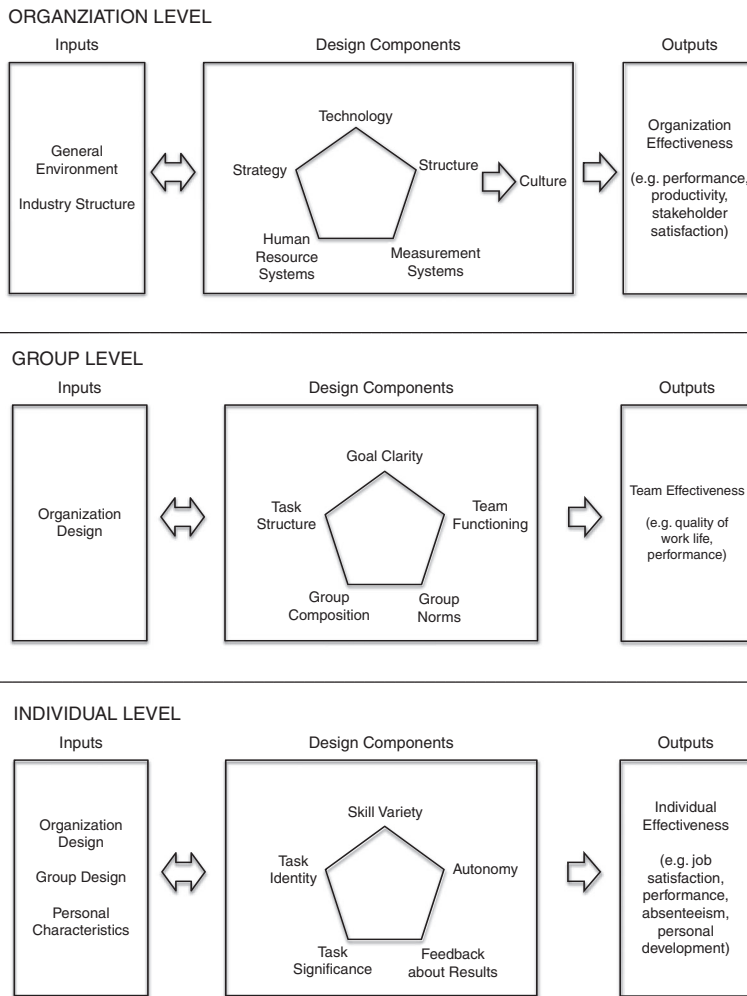 ORGANZIATION LEVEL
Inputs
Design Components
Outputs
General
Environment
Industry Structure
Technology
Strategy
Structure
Culture
Human
Resource
Systems
Measurement
Systems
Organization
Effectiveness
(e.g. performance,
productivity,
stakeholder
satisfaction)
GROUP LEVEL
Inputs
Design Components
Outputs
Organization
Design
Goal Clarity
Task
Structure
Team
Functioning
Group
Composition
Group
Norms
Team Effectiveness
(e.g. quality of
work life,
performance)
INDIVIDUAL LEVEL
Inputs
Design Components
Outputs
Organization
Design
Group Design
Personal
Characteristics
Skill Variety
Task
Identity
Autonomy
Task
Significance
Feedback
about Results
Individual
Effectiveness
(e.g. job
satisfaction,
performance,
absenteeism,
personal
development)